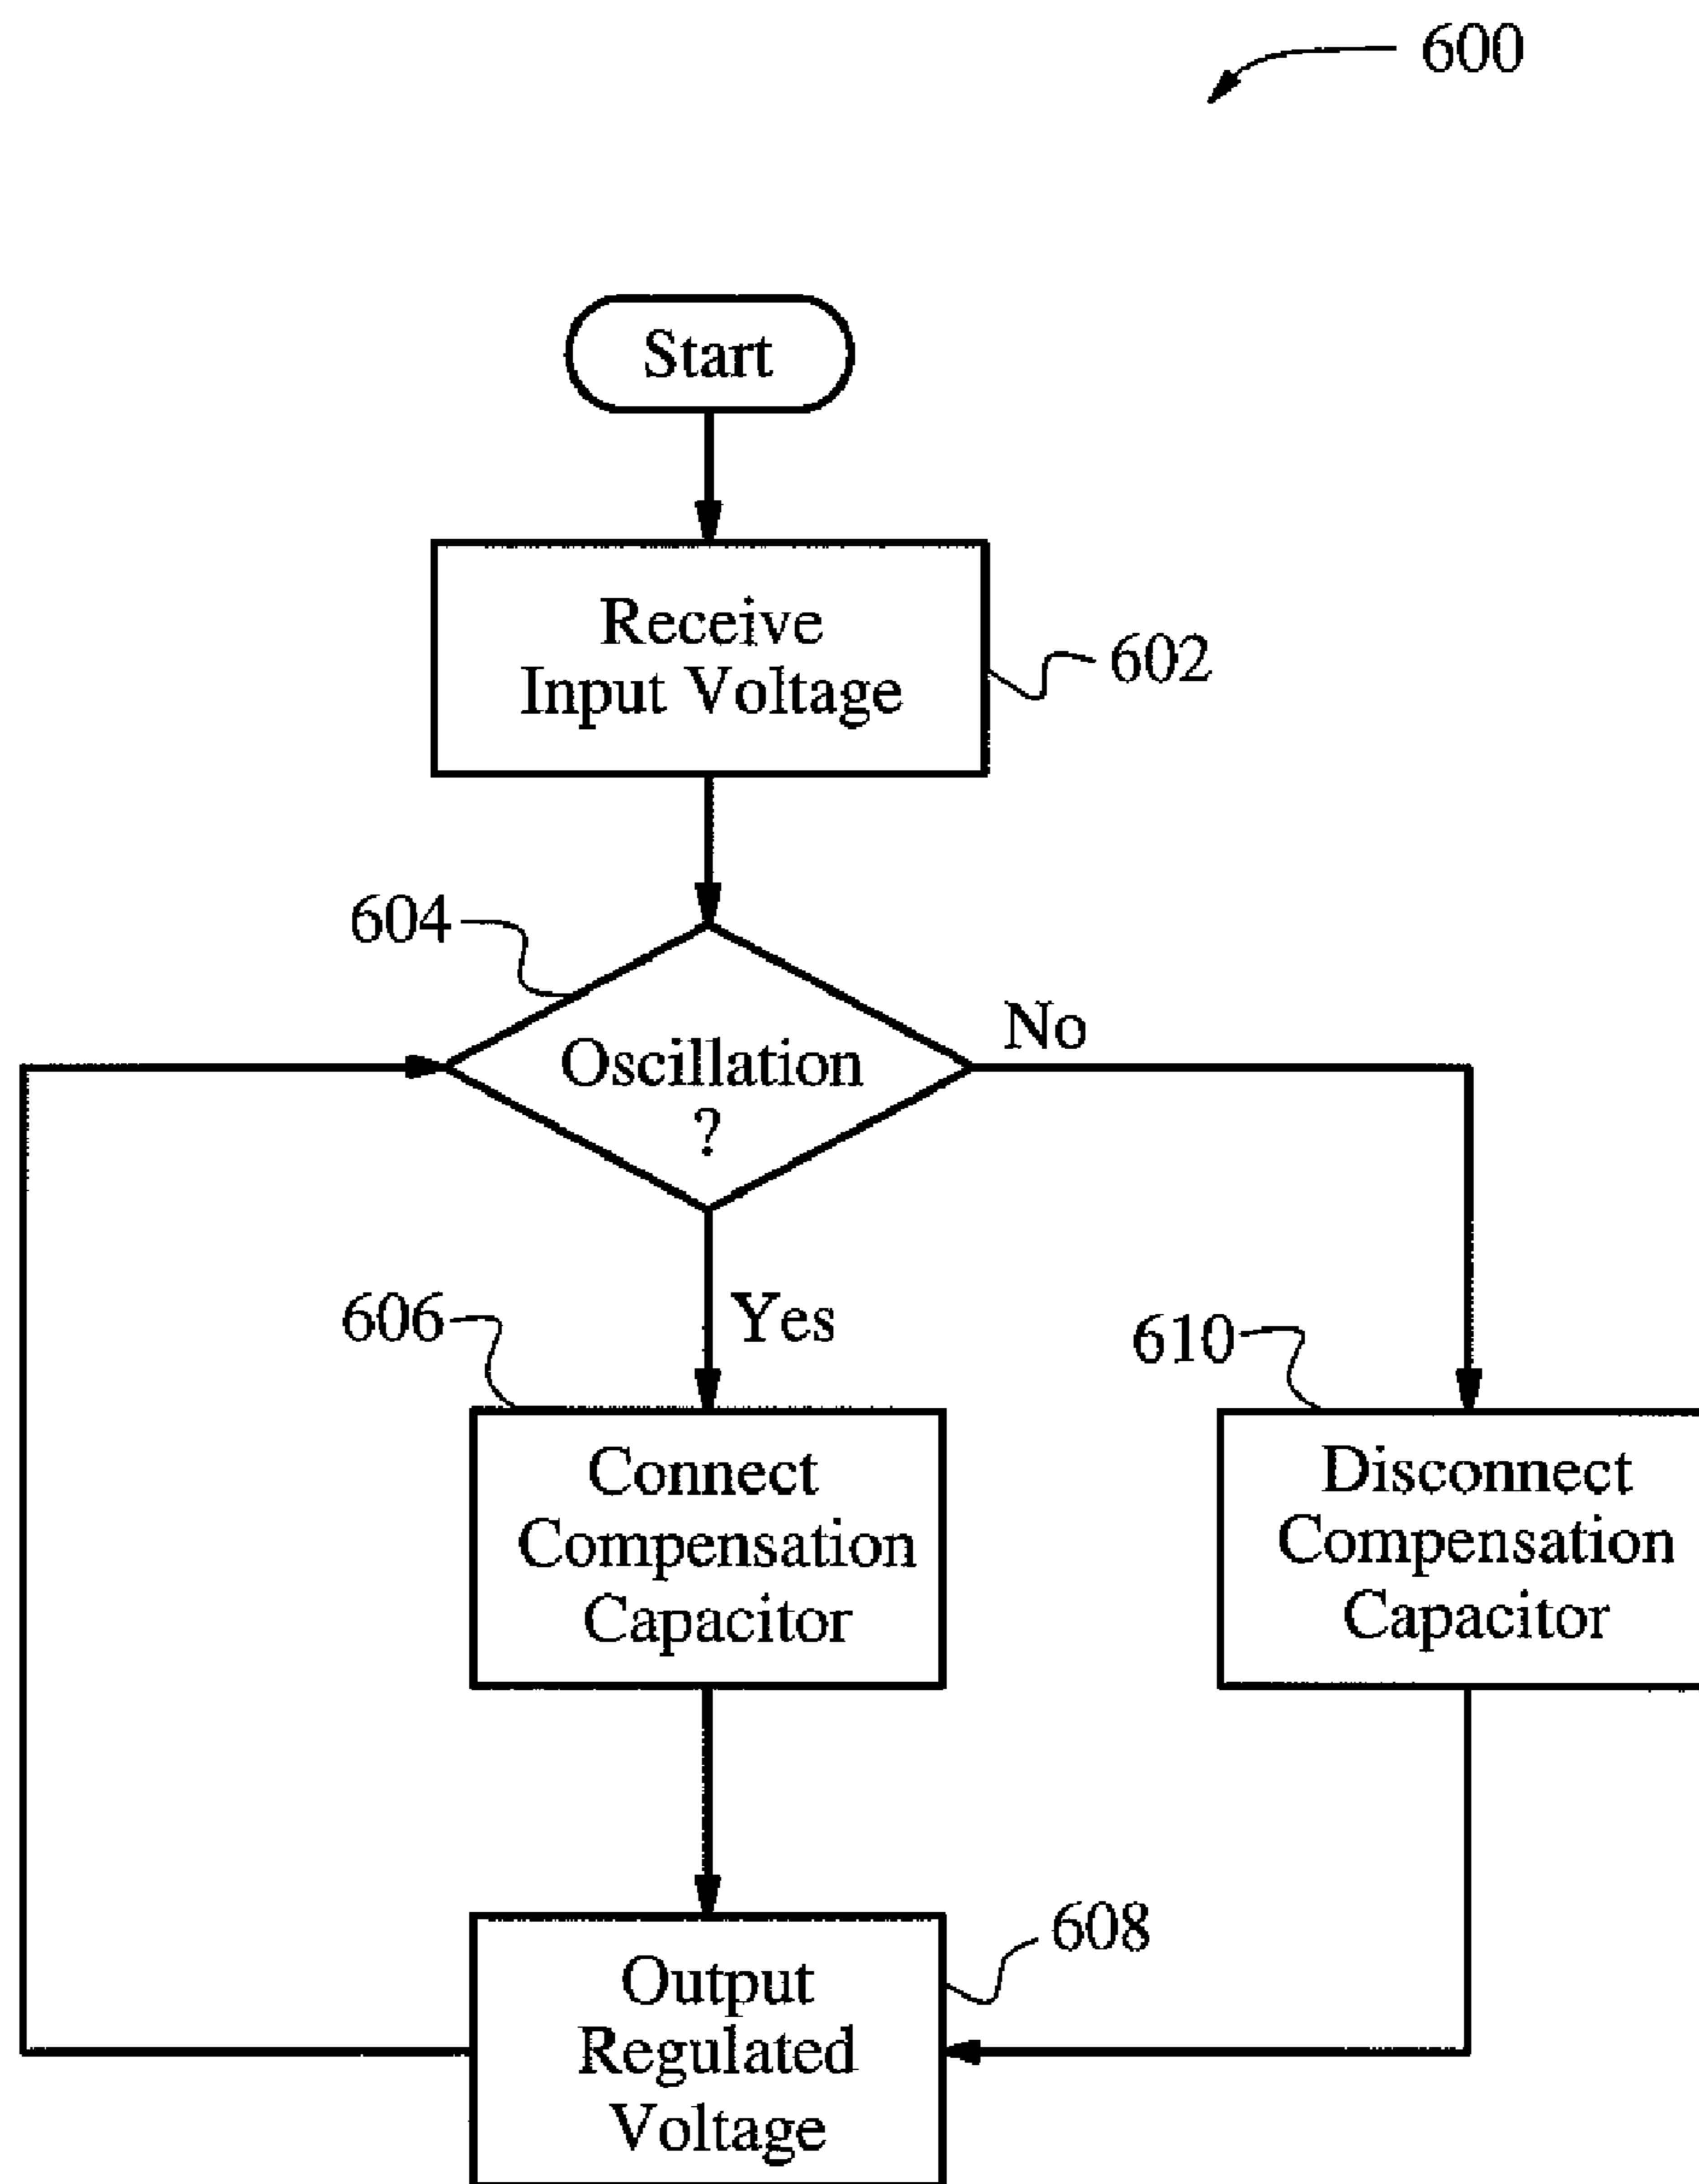 600
Start
Receive
Input Voltage
602
604
Oscillation
?
No
Yes
606
Connect
Compensation
Capacitor
610
Disconnect
Compensation
Capacitor
608
Output
Regulated
Voltage